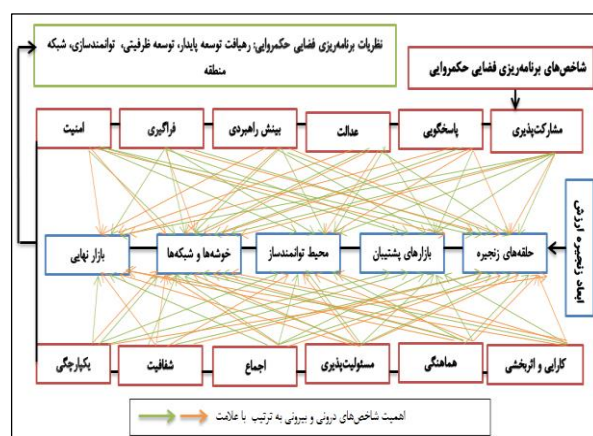 نظریات برنامه‌ریزی فضایی حکمروایی: رهیافت توسعه پایدار، توسعه ظرفیتی، توانمندسازی، شبکه
منطقه
شاخص‌های برنامه‌ریزی فضایی حکمروایی
مشارکت‌پذیری
پاسخگویی
عدالت
بینش راهبردی
فراگیری
امنیت
ابعاد زنجیره ارزش
حلقه‌های زنجیره
بازارهای پشتیبان
محیط توانمندساز
خوشه‌ها و شبکه‌ها
بازار نهایی
کارایی و اثربخشی
هماهنگی
مسئولیت‌پذیری
اجماع
شفافیت
یکپارچگی
اهمیت شاخص‌های درونی و بیرونی به ترتیب با علامت